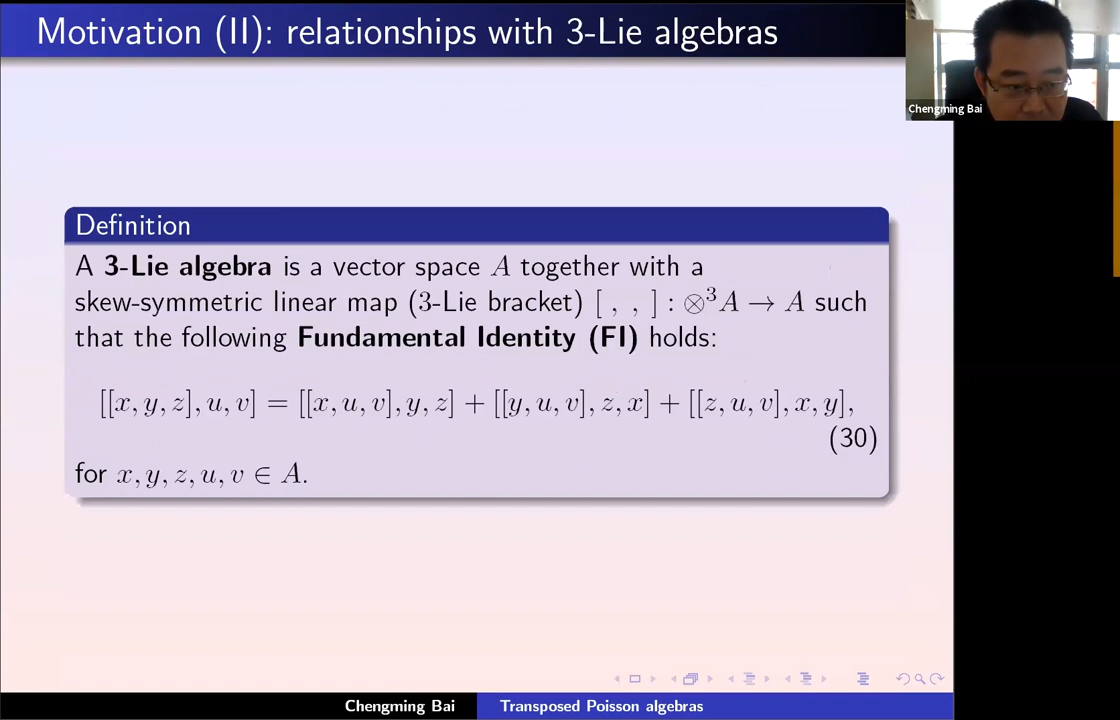 Motivation (II): relationships with 3-Lie algebras
Chengming Bai
Definition
A 3-Lie algebra is a vector space A together with a
skew-symmetric linear map (3-Lie bracket) [ , , ] : ⊗³A → A such
that the following Fundamental Identity (FI) holds:
[[x, y, z], u, v] = [[x, u, v], y, z] + [[y, u, v], z, x] + [[z, u, v], x, y],
(30)
for x, y, z, u, v ∈ A.
Chengming Bai
Transposed Poisson algebras